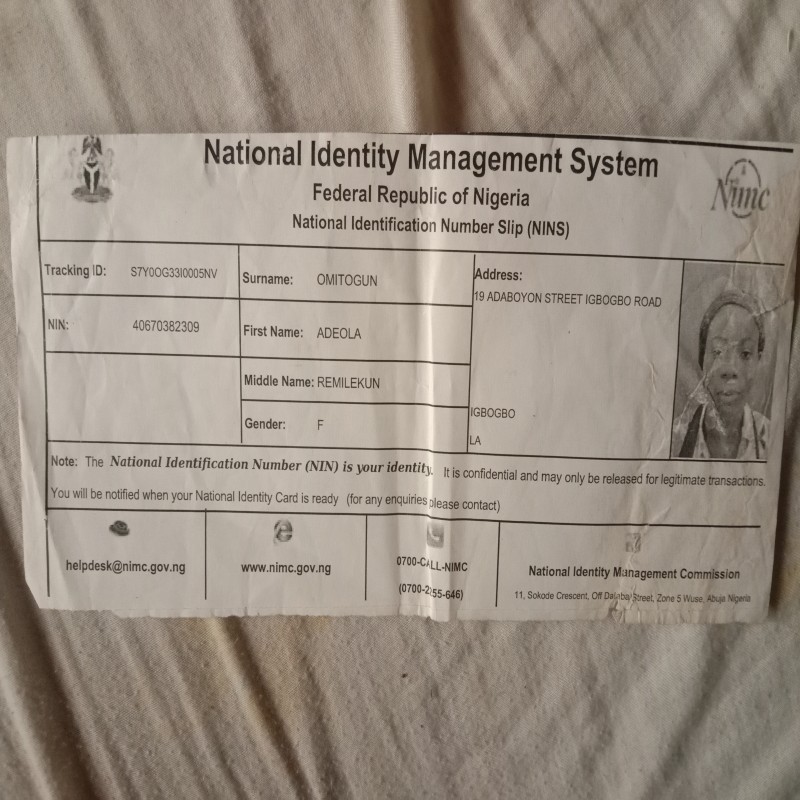 National Identity Management System
Federal Republic of Nigeria
National Identification Number Slip (NINS)
Nimc
Tracking ID: S7Y0OG33I0005NV
NIN: 40670382309
Surname: OMITOGUN
First Name: ADEOLA
Middle Name: REMILEKUN
Gender: F
Address:
19 ADABOYON STREET IGBOGBO ROAD
IGBOGBO
LA
Note: The National Identification Number (NIN) is your identity. It is confidential and may only be released for legitimate transactions.
You will be notified when your National Identity Card is ready (for any enquiries please contact)
helpdesk@nimc.gov.ng
www.nimc.gov.ng
0700-CALL-NIMC
(0700-2255-646)
National Identity Management Commission
11, Sokode Crescent, Off Dalaba Street, Zone 5 Wuse, Abuja Nigeria